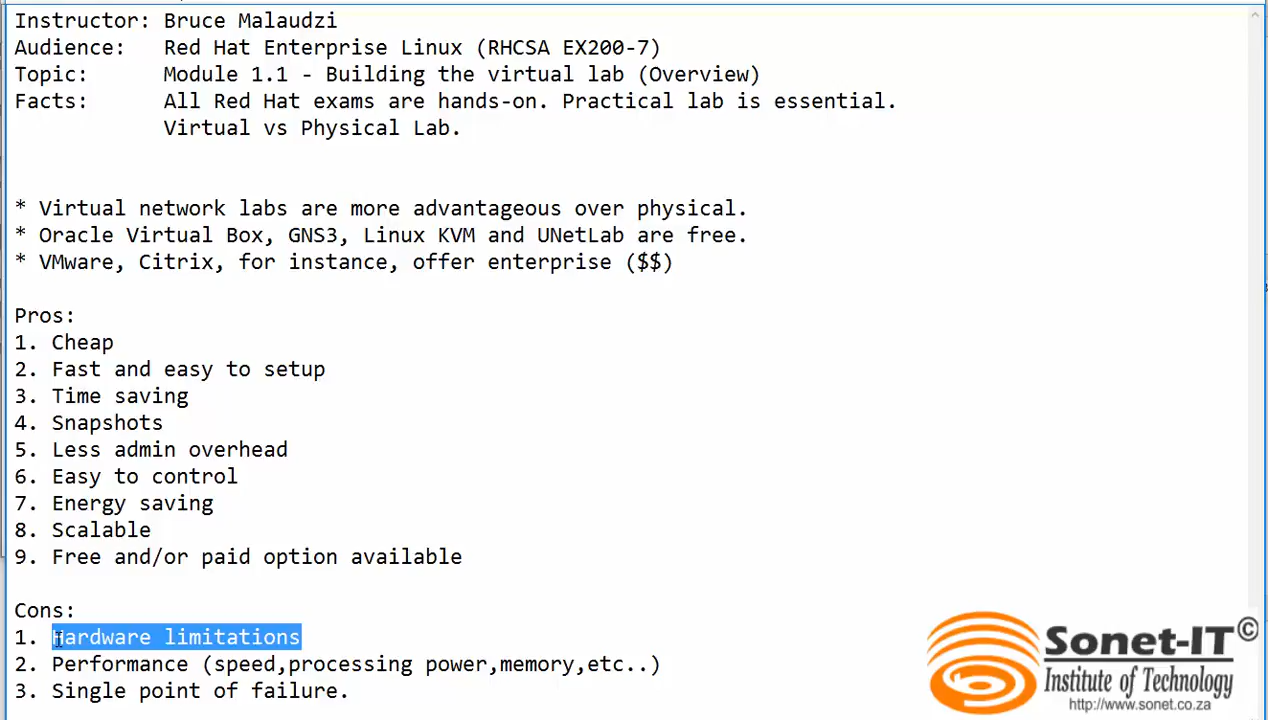 Instructor: Bruce Malaudzi
Audience: Red Hat Enterprise Linux (RHCSA EX200-7)
Topic: Module 1.1 - Building the virtual lab (Overview)
Facts: All Red Hat exams are hands-on. Practical lab is essential.
Virtual vs Physical Lab.
* Virtual network labs are more advantageous over physical.
* Oracle Virtual Box, GNS3, Linux KVM and UNetLab are free.
* VMware, Citrix, for instance, offer enterprise ($$)
Pros:
1. Cheap
2. Fast and easy to setup
3. Time saving
4. Snapshots
5. Less admin overhead
6. Easy to control
7. Energy saving
8. Scalable
9. Free and/or paid option available
Cons:
1. Hardware limitations
2. Performance (speed,processing power,memory,etc..)
3. Single point of failure.
Sonet-IT©
Institute of Technology
http://www.sonet.co.za